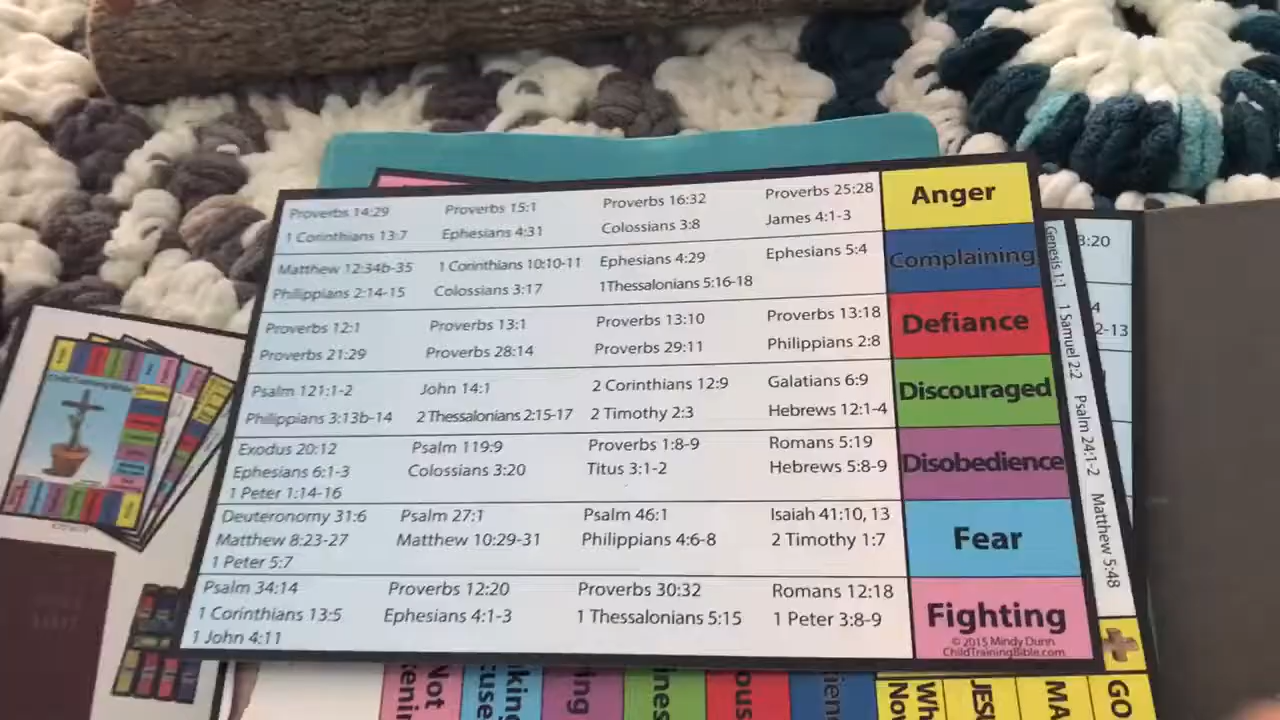 Proverbs 14:29 Proverbs 15:1 Proverbs 16:32 Proverbs 25:28 Anger
1 Corinthians 13:7 Ephesians 4:31 Colossians 3:8 James 4:1-3
Matthew 12:34b-35 1 Corinthians 10:10-11 Ephesians 4:29 Ephesians 5:4 Complaining
Philippians 2:14-15 Colossians 3:17 1Thessalonians 5:16-18
Proverbs 12:1 Proverbs 13:1 Proverbs 13:10 Proverbs 13:18 Defiance
Proverbs 21:29 Proverbs 28:14 Proverbs 29:11 Philippians 2:8
Psalm 121:1-2 John 14:1 2 Corinthians 12:9 Galatians 6:9 Discouraged
Philippians 3:13b-14 2 Thessalonians 2:15-17 2 Timothy 2:3 Hebrews 12:1-4
Exodus 20:12 Psalm 119:9 Proverbs 1:8-9 Romans 5:19 Disobedience
Ephesians 6:1-3 Colossians 3:20 Titus 3:1-2 Hebrews 5:8-9
1 Peter 1:14-16
Deuteronomy 31:6 Psalm 27:1 Psalm 46:1 Isaiah 41:10, 13 Fear
Matthew 8:23-27 Matthew 10:29-31 Philippians 4:6-8 2 Timothy 1:7
1 Peter 5:7
Psalm 34:14 Proverbs 12:20 Proverbs 30:32 Romans 12:18 Fighting
1 Corinthians 13:5 Ephesians 4:1-3 1 Thessalonians 5:15 1 Peter 3:8-9
1 John 4:11
© 2015 Mindy Dunn
ChildTrainingBible.com
Genesis 1:1 1 Samuel 2:2 Psalm 24:1-2 Matthew 5:48
3:20
4
2-13
Not
GO